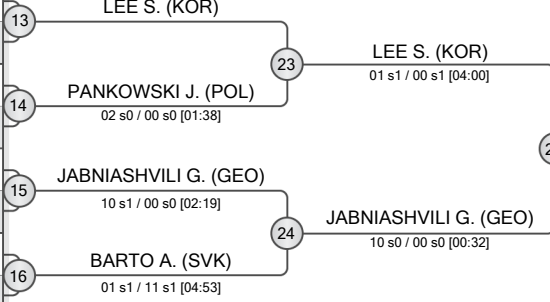 LEE S. (KOR)
13
23
LEE S. (KOR)
01 s1 / 00 s1 [04:00]
PANKOWSKI J. (POL)
14
02 s0 / 00 s0 [01:38]
JABNIASHVILI G. (GEO)
15
10 s1 / 00 s0 [02:19]
24
JABNIASHVILI G. (GEO)
10 s0 / 00 s0 [00:32]
BARTO A. (SVK)
16
01 s1 / 11 s1 [04:53]